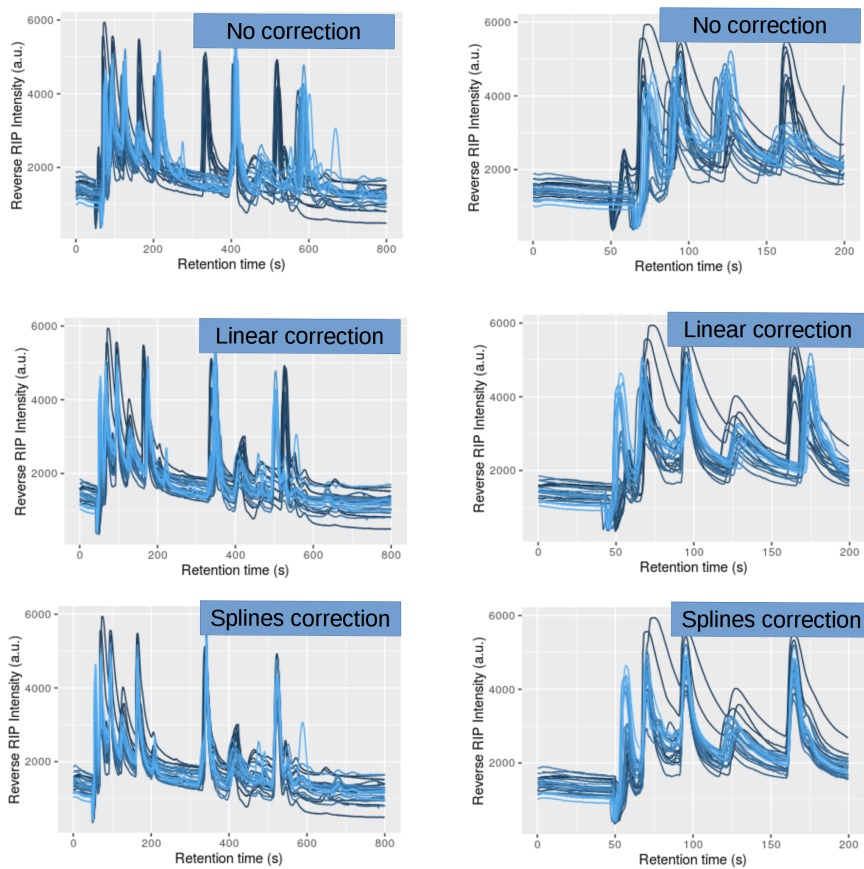 No correction
6000
4000
2000
0 200 400 600 800
Retention time (s)
Reverse RIP Intensity (a.u.)
No correction
6000
4000
2000
0 50 100 150 200
Retention time (s)
Reverse RIP Intensity (a.u.)
Linear correction
6000
4000
2000
0 200 400 600 800
Retention time (s)
Reverse RIP Intensity (a.u.)
Linear correction
6000
4000
2000
0 50 100 150 200
Retention time (s)
Reverse RIP Intensity (a.u.)
Splines correction
6000
4000
2000
0 200 400 600 800
Retention time (s)
Reverse RIP Intensity (a.u.)
Splines correction
6000
4000
2000
0 50 100 150 200
Retention time (s)
Reverse RIP Intensity (a.u.)